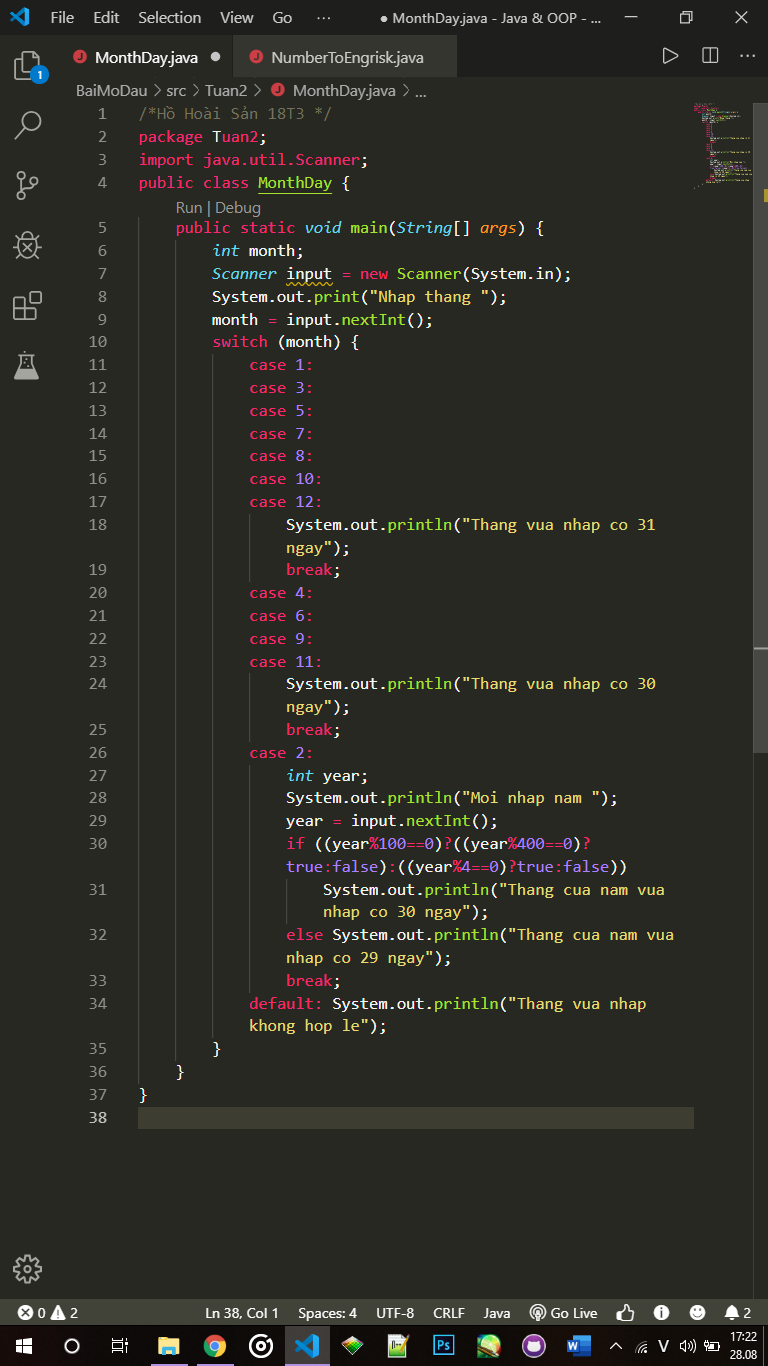 File Edit Selection View Go ··· ● MonthDay.java - Java & OOP - ...
MonthDay.java ● NumberToEngrisk.java ···
1
BaiMoDau > src > Tuan2 > MonthDay.java > ...
1 /*Hồ Hoài Sản 18T3 */
2 package Tuan2;
3 import java.util.Scanner;
4 public class MonthDay {
Run | Debug
5 public static void main(String[] args) {
6 int month;
7 Scanner input = new Scanner(System.in);
8 System.out.print("Nhap thang ");
9 month = input.nextInt();
10 switch (month) {
11 case 1:
12 case 3:
13 case 5:
14 case 7:
15 case 8:
16 case 10:
17 case 12:
18 System.out.println("Thang vua nhap co 31
ngay");
19 break;
20 case 4:
21 case 6:
22 case 9:
23 case 11:
24 System.out.println("Thang vua nhap co 30
ngay");
25 break;
26 case 2:
27 int year;
28 System.out.println("Moi nhap nam ");
29 year = input.nextInt();
30 if ((year%100==0)?((year%400==0)?
true:false):((year%4==0)?true:false))
31 System.out.println("Thang cua nam vua
nhap co 30 ngay");
32 else System.out.println("Thang cua nam vua
nhap co 29 ngay");
33 break;
34 default: System.out.println("Thang vua nhap
khong hop le");
35 }
36 }
37 }
38
0 2 Ln 38, Col 1 Spaces: 4 UTF-8 CRLF Java Go Live 2
Ps W V 17:22
28.08